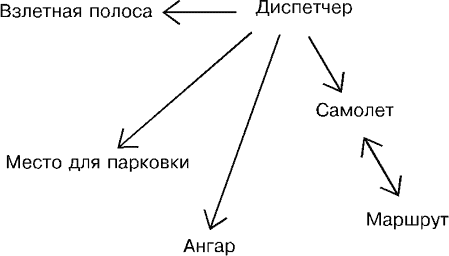 Взлетная полоса
Диспетчер
Самолет
Место для парковки
Маршрут
Ангар